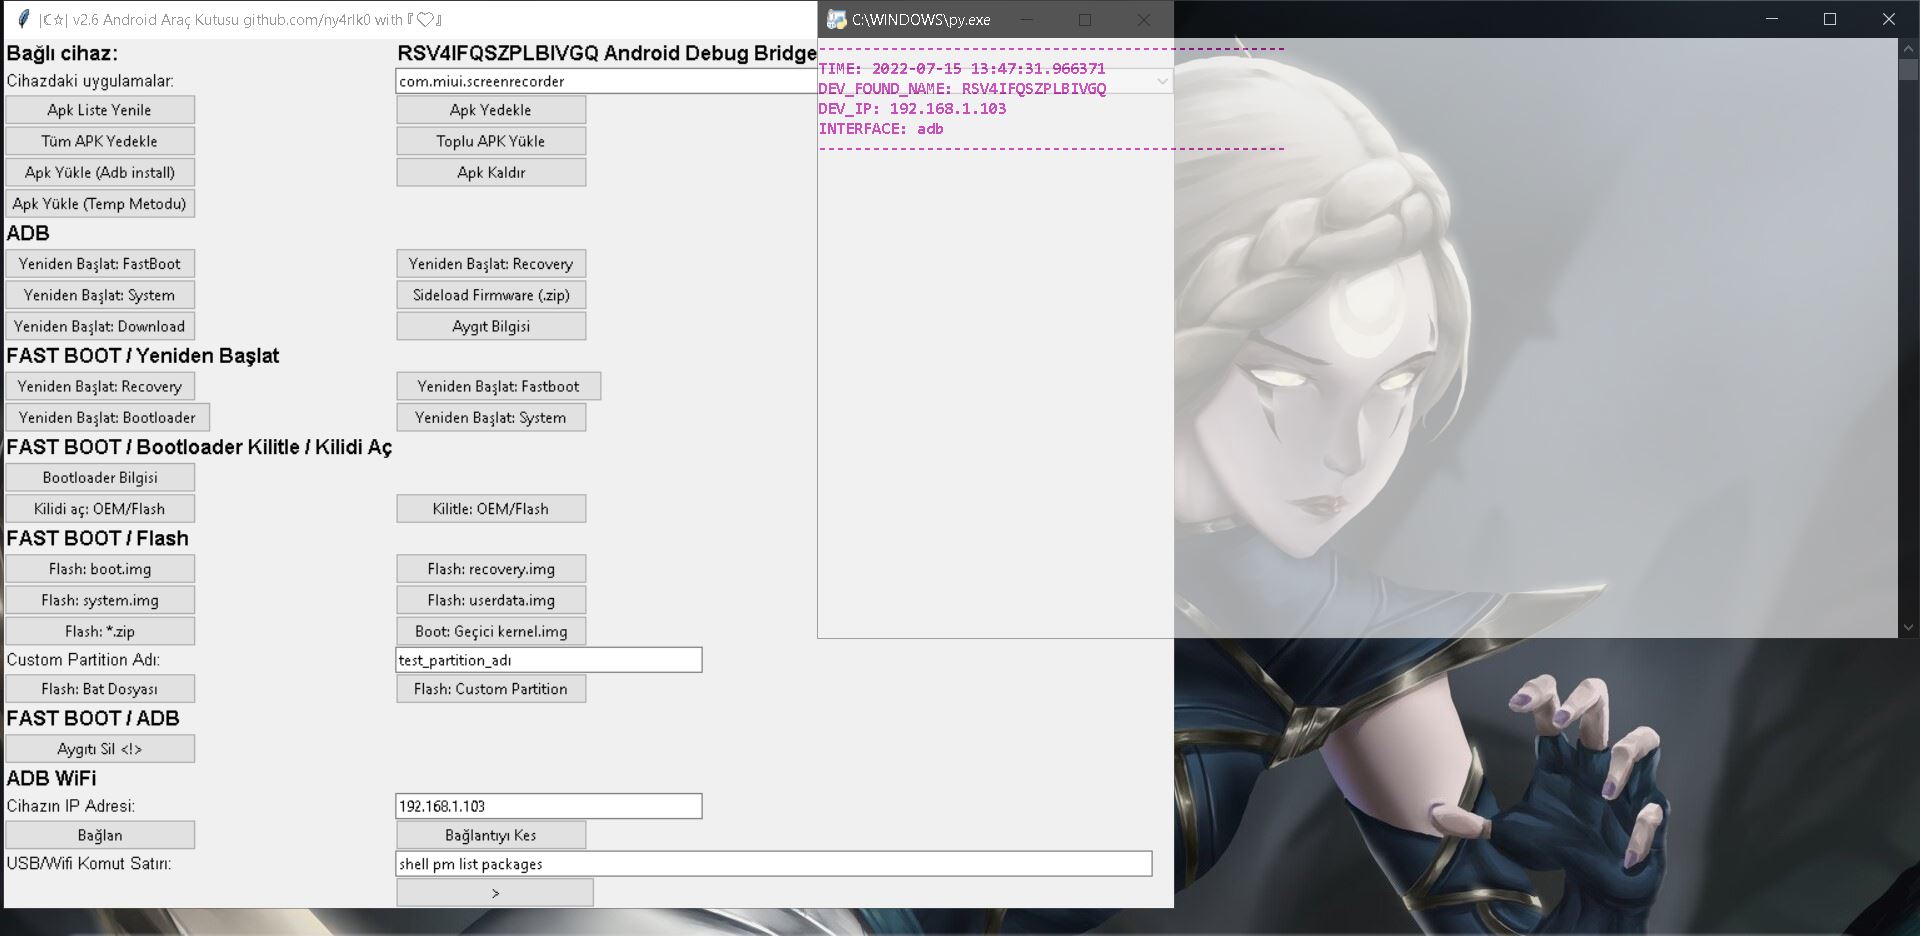 |☾☆| v2.6 Android Araç Kutusu github.com/ny4rlk0 with『♡』
Bağlı cihaz: RSV4IFQSZPLBIVGQ Android Debug Bridge
Cihazdaki uygulamalar: com.miui.screenrecorder
Apk Liste Yenile Apk Yedekle
Tüm APK Yedekle Toplu APK Yükle
Apk Yükle (Adb install) Apk Kaldır
Apk Yükle (Temp Metodu)
ADB
Yeniden Başlat: FastBoot Yeniden Başlat: Recovery
Yeniden Başlat: System Sideload Firmware (.zip)
Yeniden Başlat: Download Aygıt Bilgisi
FAST BOOT / Yeniden Başlat
Yeniden Başlat: Recovery Yeniden Başlat: Fastboot
Yeniden Başlat: Bootloader Yeniden Başlat: System
FAST BOOT / Bootloader Kilitle / Kilidi Aç
Bootloader Bilgisi
Kilidi aç: OEM/Flash Kilitle: OEM/Flash
FAST BOOT / Flash
Flash: boot.img Flash: recovery.img
Flash: system.img Flash: userdata.img
Flash: *.zip Boot: Geçici kernel.img
Custom Partition Adı: test_partition_adı
Flash: Bat Dosyası Flash: Custom Partition
FAST BOOT / ADB
Aygıtı Sil <!>
ADB WiFi
Cihazın IP Adresi: 192.168.1.103
Bağlan Bağlantıyı Kes
USB/Wifi Komut Satırı: shell pm list packages
>
C:\WINDOWS\py.exe
----------------------------------------------------
TIME: 2022-07-15 13:47:31.966371
DEV_FOUND_NAME: RSV4IFQSZPLBIVGQ
DEV_IP: 192.168.1.103
INTERFACE: adb
----------------------------------------------------